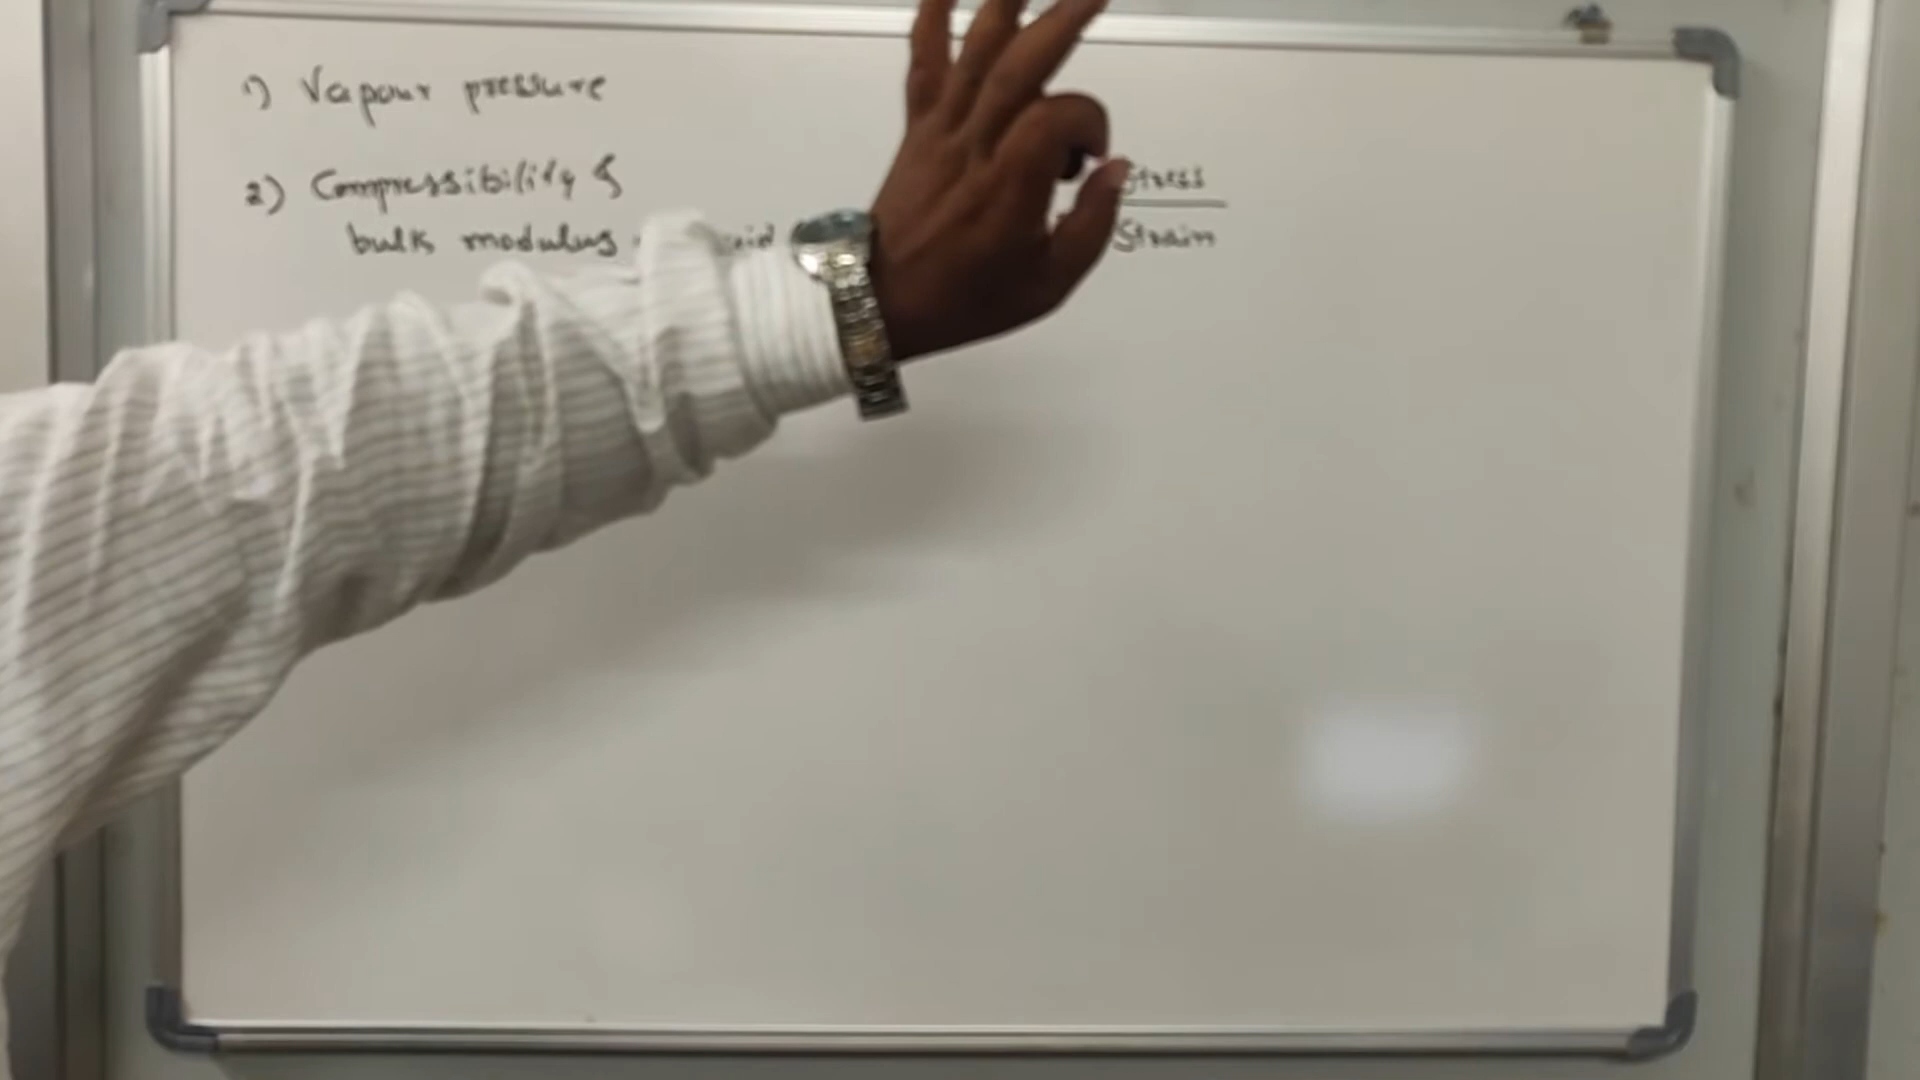 1) Vapour pressure
2) Compressibility &
bulk modulus
Stress
Strain